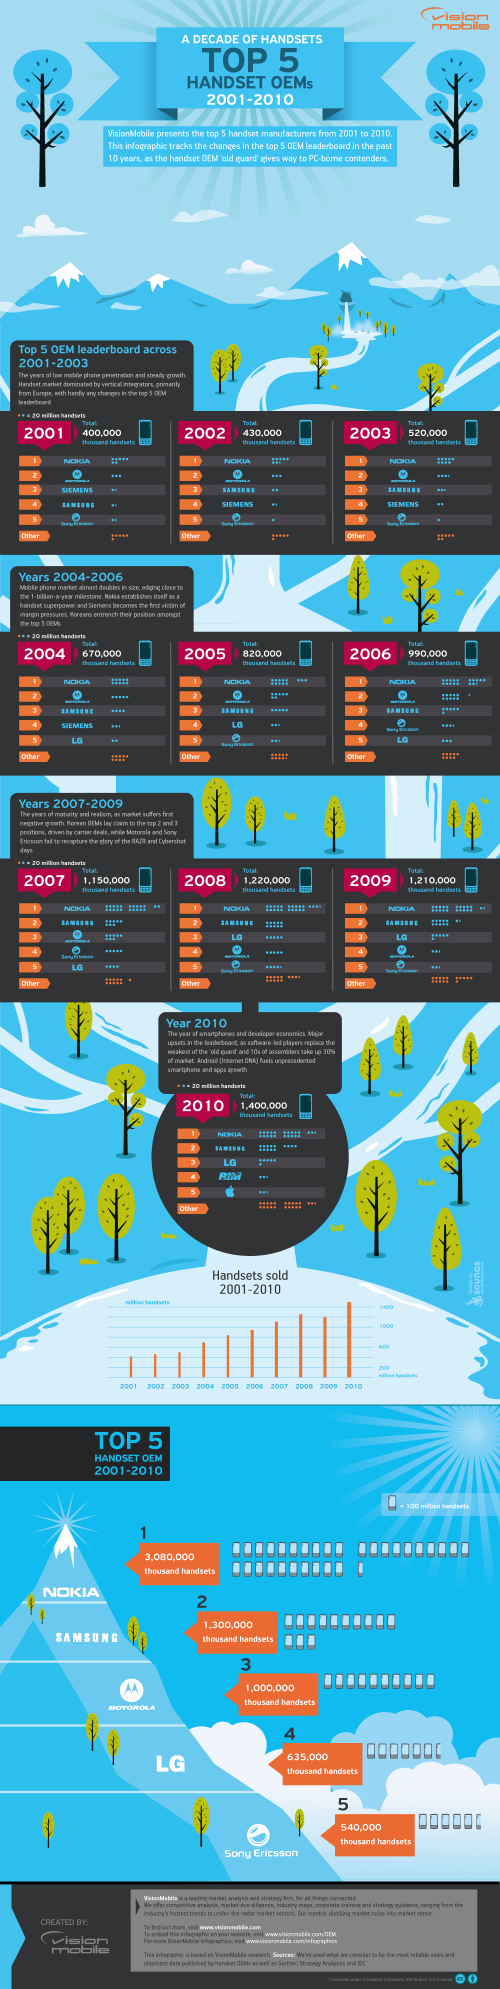 vision
mobile
A DECADE OF HANDSETS
TOP 5
HANDSET OEMs
2001-2010
VisionMobile presents the top 5 handset manufacturers from 2001 to 2010.
This infographic tracks the changes in the top 5 OEM leaderboard in the past
10 years, as the handset OEM 'old guard' gives way to PC-borne contenders.
Top 5 OEM leaderboard across
2001-2003
The years of low mobile phone penetration and steady growth.
Handset market dominated by vertical integrators, primarily
from Europe, with hardly any changes in the top 5 OEM
leaderboard
= 20 million handsets
2001
Total:
400,000
thousand handsets
1 NOKIA
2 MOTOROLA
3 SIEMENS
4 SAMSUNG
5 Sony Ericsson
Other
2002
Total:
430,000
thousand handsets
1 NOKIA
2 MOTOROLA
3 SAMSUNG
4 SIEMENS
5 Sony Ericsson
Other
2003
Total:
520,000
thousand handsets
1 NOKIA
2 MOTOROLA
3 SAMSUNG
4 SIEMENS
5 Sony Ericsson
Other
Years 2004-2006
Mobile phone market almost doubles in size, edging close to
the 1-billion-a-year milestone. Nokia establishes itself as a
handset superpower and Siemens becomes the first victim of
margin pressures. Koreans entrench their position amongst
the top 5 OEMs
= 20 million handsets
2004
Total:
670,000
thousand handsets
1 NOKIA
2 MOTOROLA
3 SAMSUNG
4 SIEMENS
5 LG
Other
2005
Total:
820,000
thousand handsets
1 NOKIA
2 MOTOROLA
3 SAMSUNG
4 LG
5 Sony Ericsson
Other
2006
Total:
990,000
thousand handsets
1 NOKIA
2 MOTOROLA
3 SAMSUNG
4 Sony Ericsson
5 LG
Other
Years 2007-2009
The years of maturity and realism, as market suffers first
negative growth. Korean OEMs lay claim to the top 2 and 3
positions, driven by carrier deals, while Motorola and Sony
Ericsson fail to recapture the glory of the RAZR and Cybershot
days
= 20 million handsets
2007
Total:
1,150,000
thousand handsets
1 NOKIA
2 SAMSUNG
3 MOTOROLA
4 Sony Ericsson
5 LG
Other
2008
Total:
1,220,000
thousand handsets
1 NOKIA
2 SAMSUNG
3 LG
4 MOTOROLA
5 Sony Ericsson
Other
2009
Total:
1,210,000
thousand handsets
1 NOKIA
2 SAMSUNG
3 LG
4 MOTOROLA
5 Sony Ericsson
Other
Year 2010
The year of smartphones and developer economics. Major
upsets in the leaderboard, as software-led players replace the
weakest of the 'old guard' and 10s of assemblers take up 30%
of market. Android (Internet DNA) fuels unprecedented
smartphone and apps growth
= 20 million handsets
2010
Total:
1,400,000
thousand handsets
1 NOKIA
2 SAMSUNG
3 LG
4 RIM
5
Other
Handsets sold
2001-2010
million handsets
1400
1000
600
200
million handsets
2001 2002 2003 2004 2005 2006 2007 2008 2009 2010
TOP 5
HANDSET OEM
2001-2010
= 100 million handsets
1
3,080,000
thousand handsets
NOKIA
2
1,300,000
thousand handsets
SAMSUNG
3
1,000,000
thousand handsets
MOTOROLA
4
635,000
thousand handsets
LG
5
540,000
thousand handsets
Sony Ericsson
CREATED BY:
vision
mobile
VisionMobile is a leading market analysis and strategy firm, for all things connected.
We offer competitive analysis, market due diligence, industry maps, corporate training and strategy guidance, ranging from the
industry's hottest trends to under-the-radar market sectors. Our mantra: distilling market noise into market sense.
To find out more, visit www.visionmobile.com
To embed this infographic on your website, visit www.visionmobile.com/OEM
For more VisionMobile infographics, visit www.visionmobile.com/infographics
This infographic is based on VisionMobile research. Sources: We've used what we consider to be the most reliable sales and
shipment data published by handset OEMs as well as Gartner, Strategy Analytics and IDC
*Licensed under a Creative Commons Attribution 3.0 License